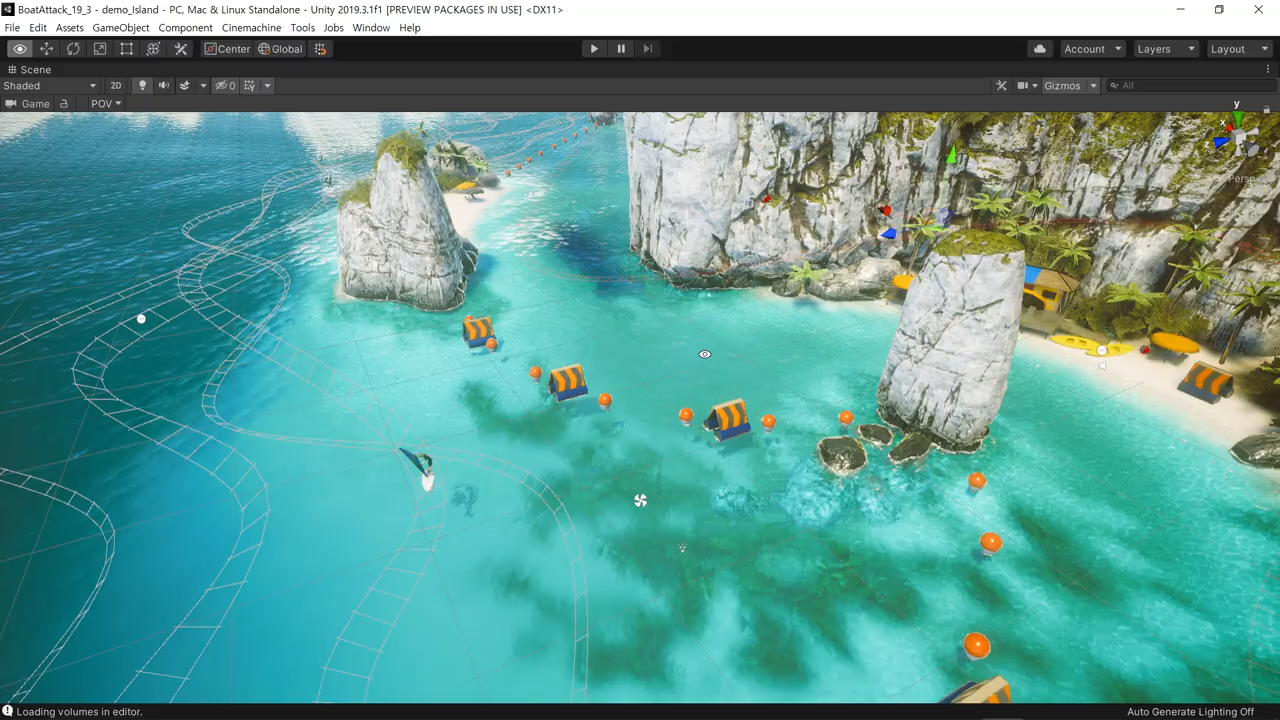 BoatAttack_19_3 - demo_Island - PC, Mac & Linux Standalone - Unity 2019.3.1f1 [PREVIEW PACKAGES IN USE] <DX11>
File Edit Assets GameObject Component Cinemachine Tools Jobs Window Help
Center Global Account Layers Layout
Scene
Shaded 2D 0 Gizmos All
Game POV
y
x
Persp
Loading volumes in editor. Auto Generate Lighting Off